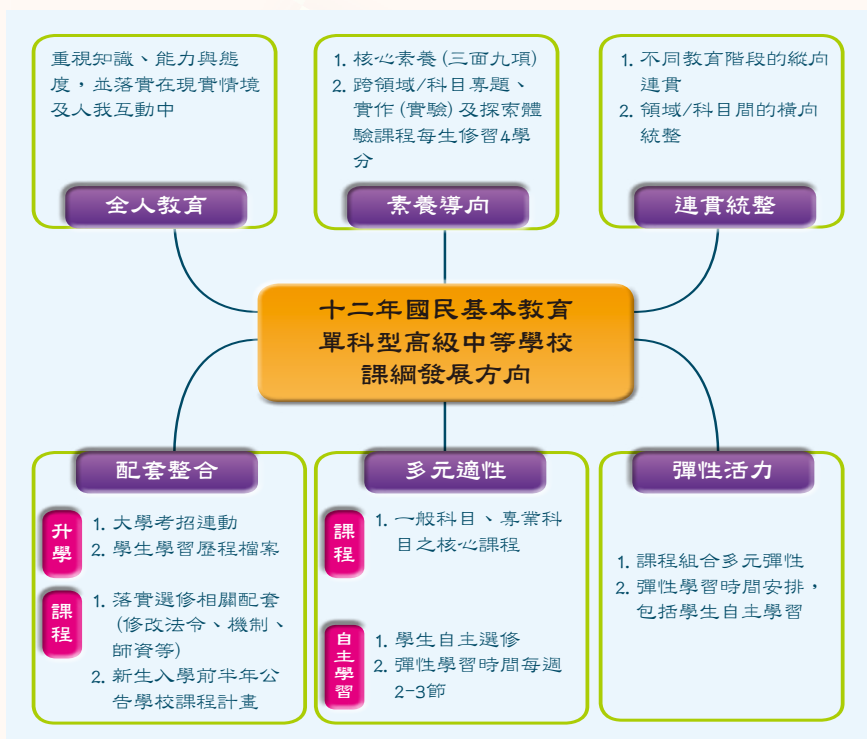 重視知識、能力與態
度，並落實在現實情境
及人我互動中
全人教育
1. 核心素養(三面九項)
2. 跨領域/科目專題、
實作(實驗)及探索體
驗課程每生修習4學
分
素養導向
1. 不同教育階段的縱向
連貫
2. 領域/科目間的橫向
統整
連貫統整
十二年國民基本教育
單科型高級中等學校
課綱發展方向
配套整合
升學
1. 大學考招連動
2. 學生學習歷程檔案
課程
1. 落實選修相關配套
(修改法令、機制、
師資等)
2. 新生入學前半年公
告學校課程計畫
多元適性
課程
1. 一般科目、專業科
目之核心課程
自主學習
1. 學生自主選修
2. 彈性學習時間每週
2-3節
彈性活力
1. 課程組合多元彈性
2. 彈性學習時間安排，
包括學生自主學習